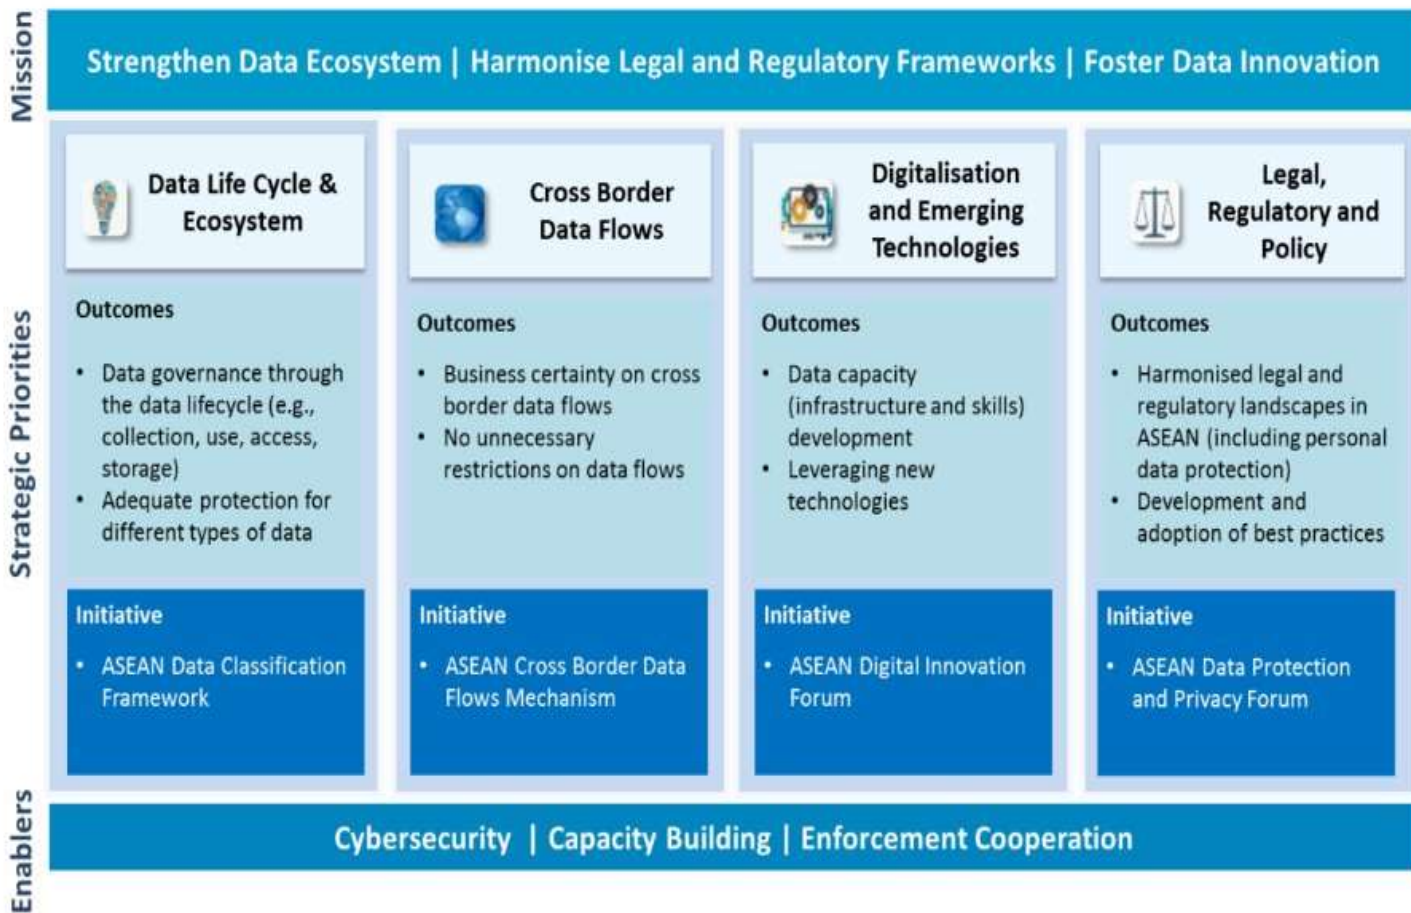 Mission
Strengthen Data Ecosystem | Harmonise Legal and Regulatory Frameworks | Foster Data Innovation
Strategic Priorities
Data Life Cycle &
Ecosystem
Outcomes
• Data governance through
the data lifecycle (e.g.,
collection, use, access,
storage)
• Adequate protection for
different types of data
Initiative
• ASEAN Data Classification
Framework
Cross Border
Data Flows
Outcomes
• Business certainty on cross
border data flows
• No unnecessary
restrictions on data flows
Initiative
• ASEAN Cross Border Data
Flows Mechanism
Digitalisation
and Emerging
Technologies
Outcomes
• Data capacity
(infrastructure and skills)
development
• Leveraging new
technologies
Initiative
• ASEAN Digital Innovation
Forum
Legal,
Regulatory and
Policy
Outcomes
• Harmonised legal and
regulatory landscapes in
ASEAN (including personal
data protection)
• Development and
adoption of best practices
Initiative
• ASEAN Data Protection
and Privacy Forum
Enablers
Cybersecurity | Capacity Building | Enforcement Cooperation